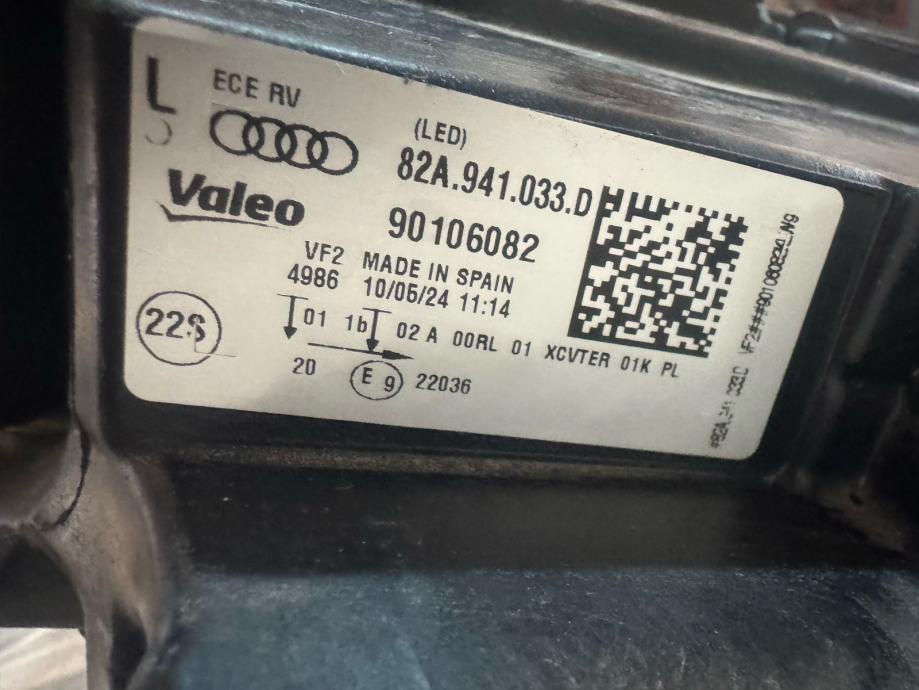 L
ECE RV
(LED)
82A.941.033.D
Valeo
90106082
VF2
4986
MADE IN SPAIN
10/05/24 11:14
22S
01 1b 02 A 00RL 01 XCVTER 01K PL
20
E 9 22036